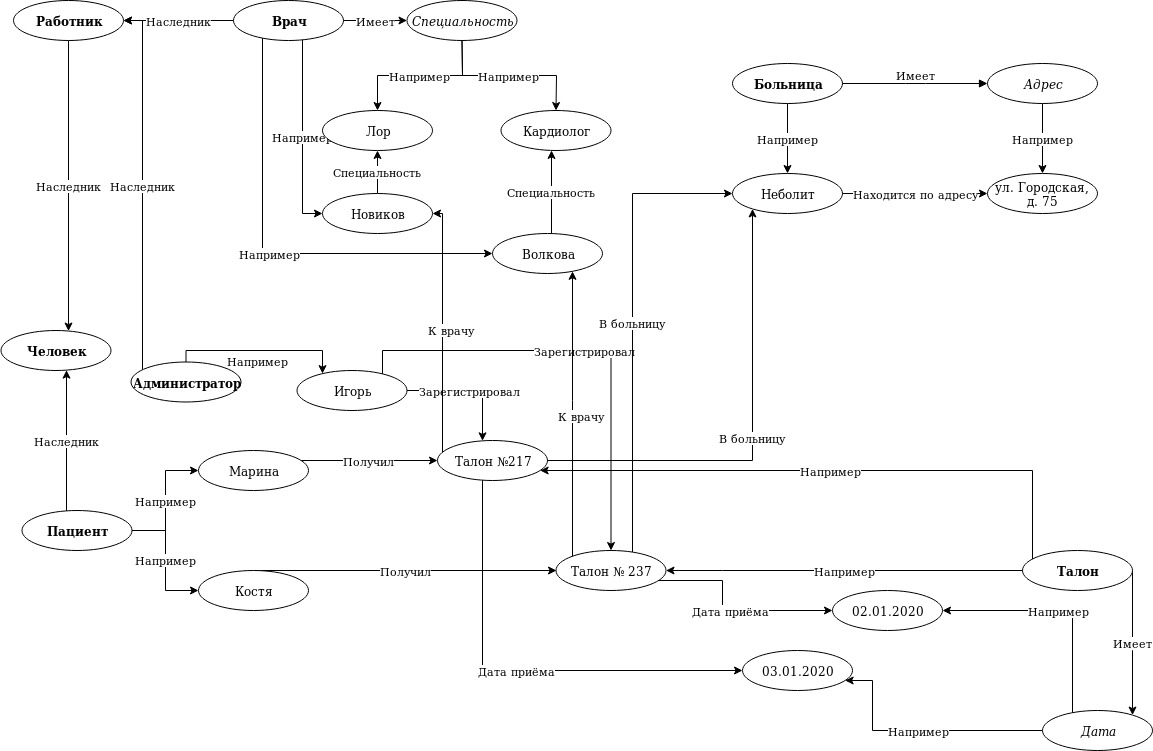 Работник
Наследник
Врач
Имеет
Специальность
Например
Например
Больница
Имеет
Адрес
Например
Лор
Кардиолог
Например
Например
Специальность
Наследник
Наследник
Специальность
Неболит
Находится по адресу
ул. Городская,
д. 75
Новиков
Например
Волкова
В больницу
К врачу
Человек
Например
Зарегистрировал
Администратор
Игорь
Зарегистрировал
К врачу
Наследник
В больницу
Марина
Получил
Талон №217
Например
Например
Пациент
Например
Костя
Получил
Талон № 237
Например
Талон
Дата приёма
02.01.2020
Например
Имеет
Дата приёма
03.01.2020
Например
Дата